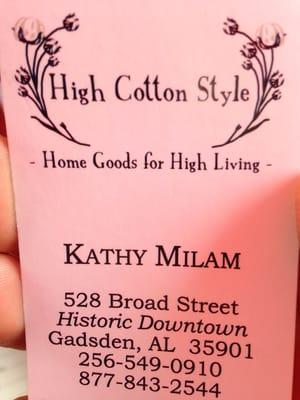 High Cotton Style
- Home Goods for High Living -
KATHY MILAM
528 Broad Street
Historic Downtown
Gadsden, AL 35901
256-549-0910
877-843-2544